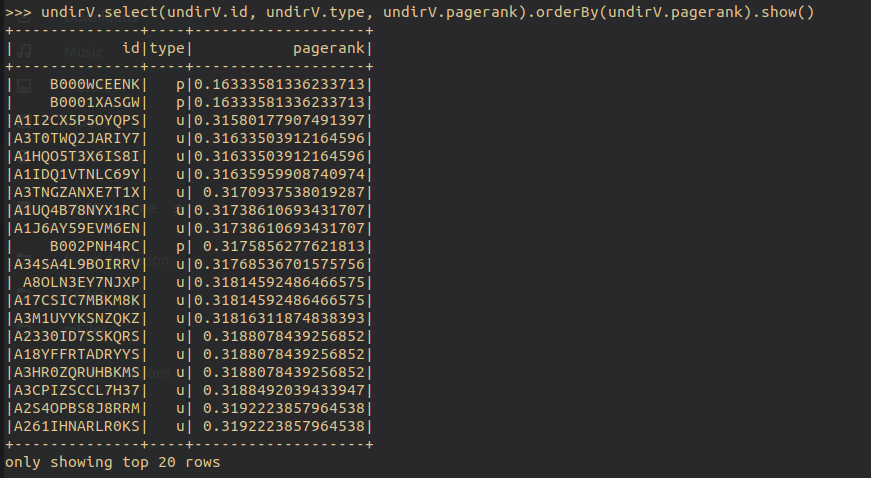 >>> undirV.select(undirV.id, undirV.type, undirV.pagerank).orderBy(undirV.pagerank).show()
+--------------+----+-------------------+
|            id|type|           pagerank|
+--------------+----+-------------------+
|    B000WCEENK|   p|0.16333581336233713|
|    B0001XASGW|   p|0.16333581336233713|
|A1I2CX5P5OYQPS|   u|0.31580177907491397|
|A3T0TWQ2JARIY7|   u|0.31633503912164596|
|A1HQO5T3X6IS8I|   u|0.31633503912164596|
|A1IDQ1VTNLC69Y|   u|0.31635959908740974|
|A3TNGZANXE7T1X|   u| 0.3170937538019287|
|A1UQ4B78NYX1RC|   u|0.31738610693431707|
|A1J6AY59EVM6EN|   u|0.31738610693431707|
|    B002PNH4RC|   p| 0.3175856277621813|
|A34SA4L9BOIRRV|   u|0.31768536701575756|
| A8OLN3EY7NJXP|   u|0.31814592486466575|
|A17CSIC7MBKM8K|   u|0.31814592486466575|
|A3M1UYYKSNZQKZ|   u|0.31816311874838393|
|A2330ID7SSKQRS|   u| 0.3188078439256852|
|A18YFFRTADRYYS|   u| 0.3188078439256852|
|A3HR0ZQRUHBKMS|   u| 0.3188078439256852|
|A3CPIZSCCL7H37|   u| 0.3188492039433947|
|A2S4OPBS8J8RRM|   u| 0.3192223857964538|
|A261IHNARLR0KS|   u| 0.3192223857964538|
+--------------+----+-------------------+
only showing top 20 rows